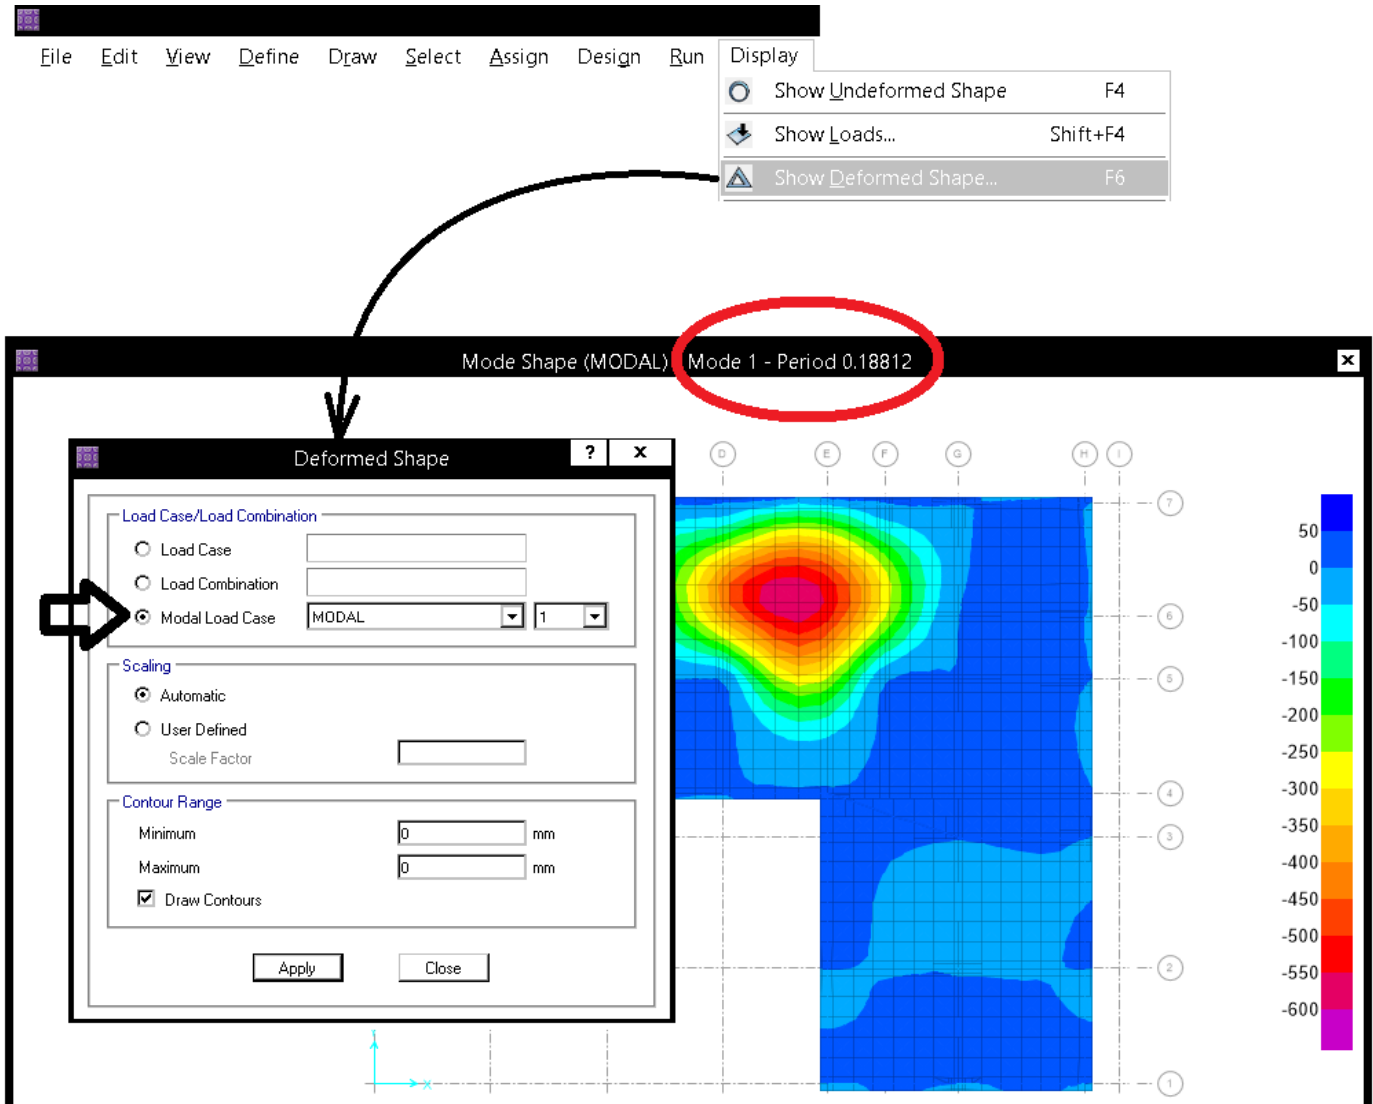 File Edit View Define Draw Select Assign Design Run Display
Show Undeformed Shape F4
Show Loads... Shift+F4
Show Deformed Shape... F6
Mode Shape (MODAL) Mode 1 - Period 0.18812 x
Deformed Shape ? x
D E F G H I
Load Case/Load Combination
Load Case
Load Combination
Modal Load Case MODAL 1
Scaling
Automatic
User Defined
Scale Factor
Contour Range
Minimum 0 mm
Maximum 0 mm
Draw Contours
Apply Close
7
6
5
4
3
2
1
50
0
-50
-100
-150
-200
-250
-300
-350
-400
-450
-500
-550
-600
X